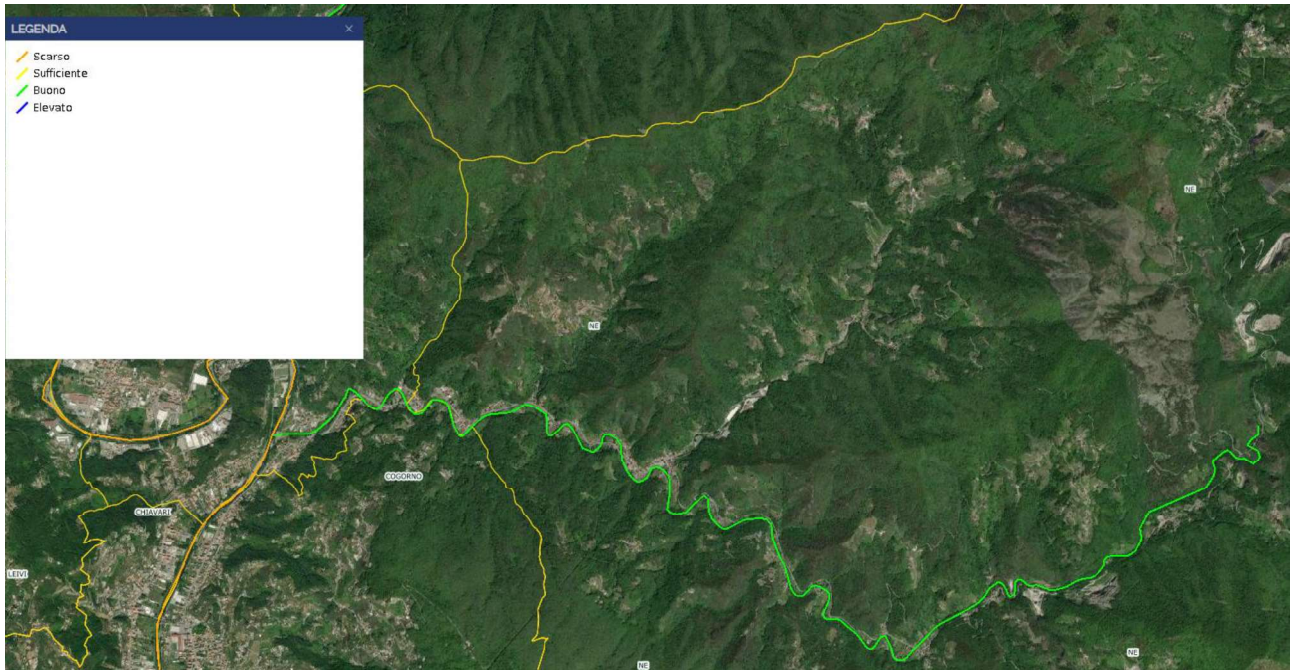 LEGENDA
Scarso
Sufficiente
Buono
Elevato
NE
NE
COGORNO
CHIAVARI
LEIVI
NE
NE